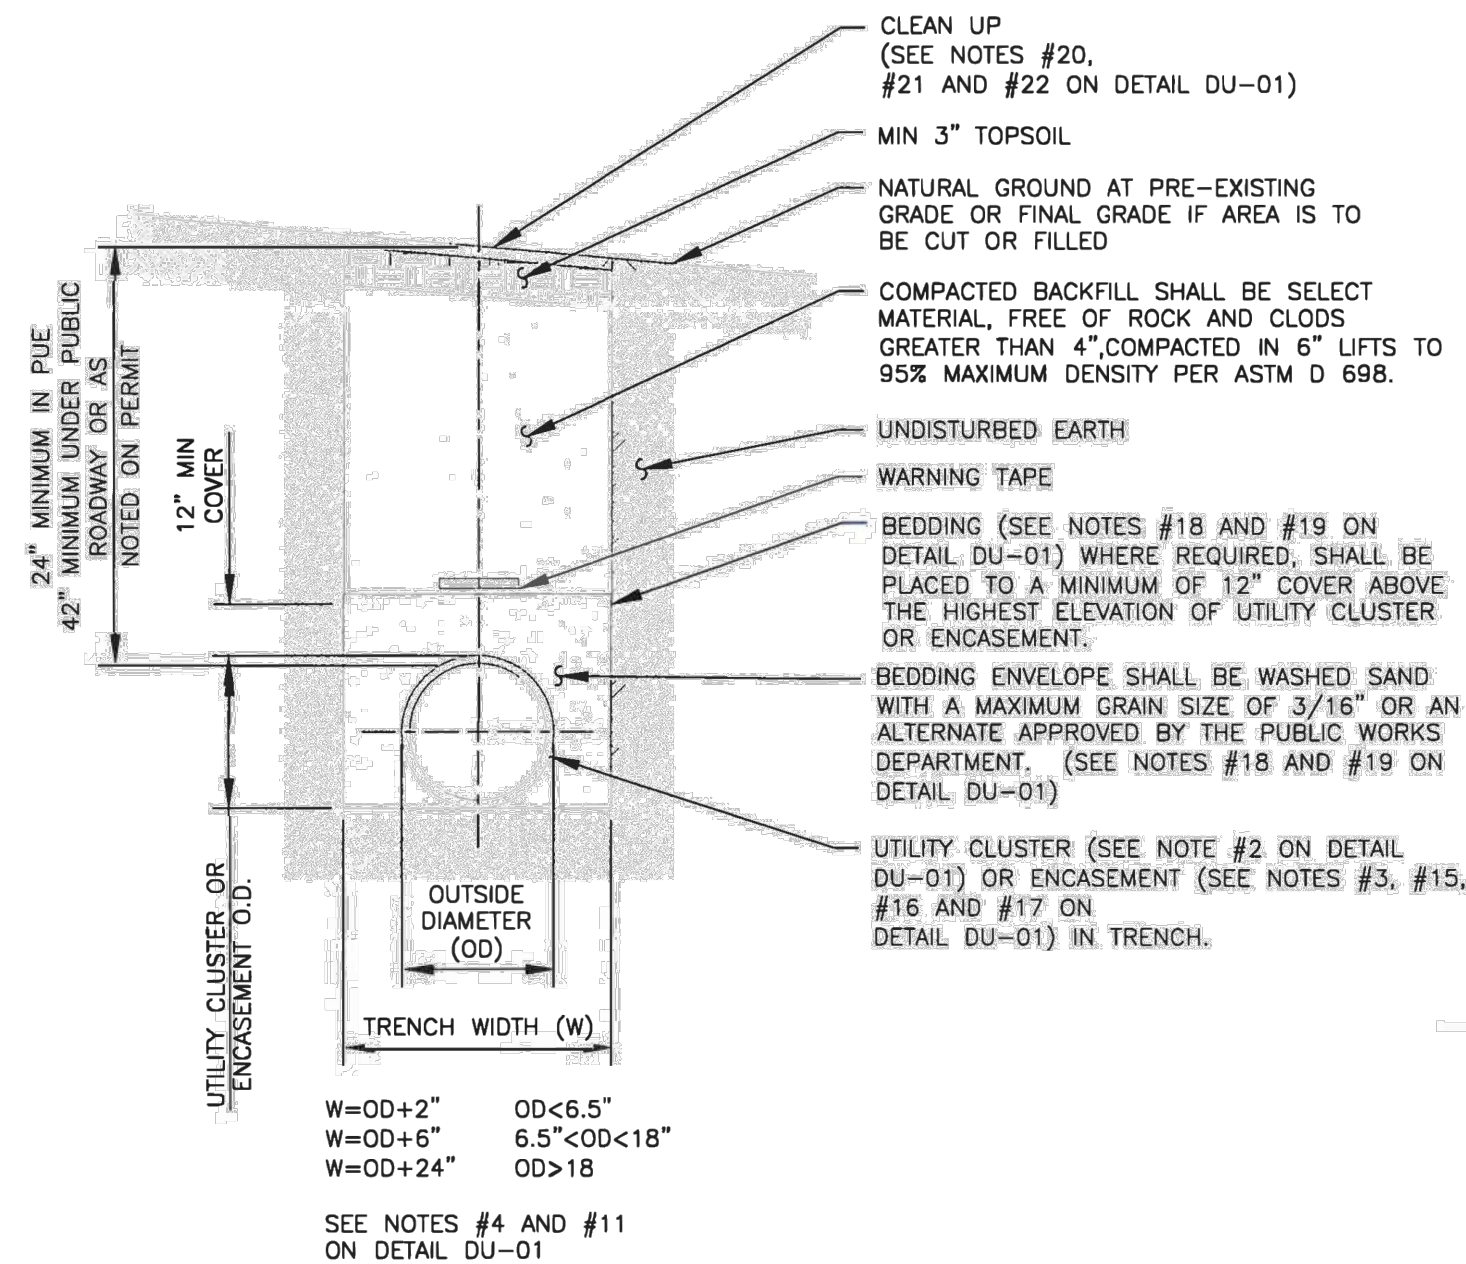 CLEAN UP
(SEE NOTES #20,
#21 AND #22 ON DETAIL DU-01)
MIN 3" TOPSOIL
NATURAL GROUND AT PRE-EXISTING
GRADE OR FINAL GRADE IF AREA IS TO
BE CUT OR FILLED
COMPACTED BACKFILL SHALL BE SELECT
MATERIAL, FREE OF ROCK AND CLODS
GREATER THAN 4",COMPACTED IN 6" LIFTS TO
95% MAXIMUM DENSITY PER ASTM D 698.
UNDISTURBED EARTH
WARNING TAPE
BEDDING (SEE NOTES #18 AND #19 ON
DETAIL DU-01) WHERE REQUIRED, SHALL BE
PLACED TO A MINIMUM OF 12" COVER ABOVE
THE HIGHEST ELEVATION OF UTILITY CLUSTER
OR ENCASEMENT.
BEDDING ENVELOPE SHALL BE WASHED SAND
WITH A MAXIMUM GRAIN SIZE OF 3/16" OR AN
ALTERNATE APPROVED BY THE PUBLIC WORKS
DEPARTMENT. (SEE NOTES #18 AND #19 ON
DETAIL DU-01)
UTILITY CLUSTER (SEE NOTE #2 ON DETAIL
DU-01) OR ENCASEMENT (SEE NOTES #3, #15,
#16 AND #17 ON
DETAIL DU-01) IN TRENCH.
24" MINIMUM IN PUE
42" MINIMUM UNDER PUBLIC
ROADWAY OR AS
NOTED ON PERMIT
12" MIN
COVER
UTILITY CLUSTER OR
ENCASEMENT O.D.
OUTSIDE
DIAMETER
(OD)
TRENCH WIDTH (W)
W=OD+2" OD<6.5"
W=OD+6" 6.5"<OD<18"
W=OD+24" OD>18
SEE NOTES #4 AND #11
ON DETAIL DU-01